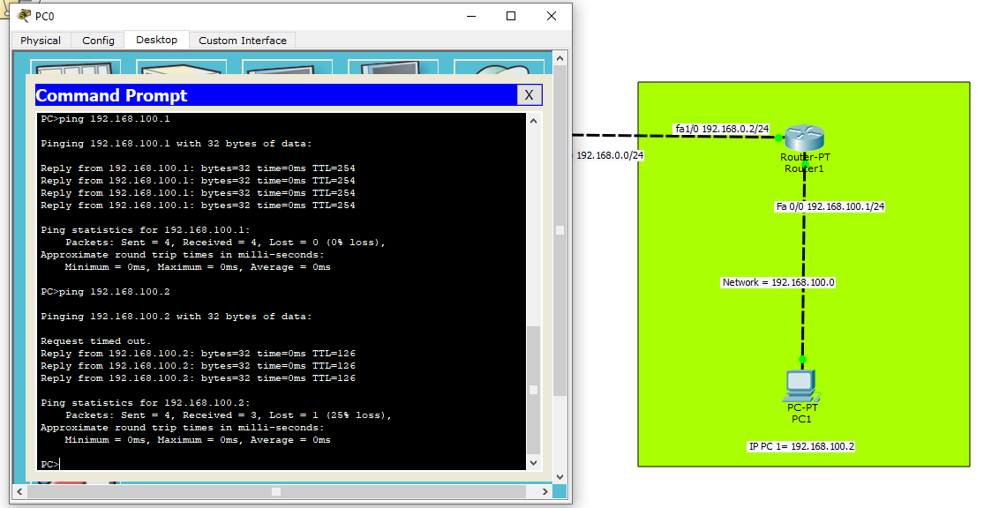 PC0
Physical Config Desktop Custom Interface
Command Prompt X
PC>ping 192.168.100.1
Pinging 192.168.100.1 with 32 bytes of data:
Reply from 192.168.100.1: bytes=32 time=0ms TTL=254
Reply from 192.168.100.1: bytes=32 time=0ms TTL=254
Reply from 192.168.100.1: bytes=32 time=0ms TTL=254
Reply from 192.168.100.1: bytes=32 time=0ms TTL=254
Ping statistics for 192.168.100.1:
Packets: Sent = 4, Received = 4, Lost = 0 (0% loss),
Approximate round trip times in milli-seconds:
Minimum = 0ms, Maximum = 0ms, Average = 0ms
PC>ping 192.168.100.2
Pinging 192.168.100.2 with 32 bytes of data:
Request timed out.
Reply from 192.168.100.2: bytes=32 time=0ms TTL=126
Reply from 192.168.100.2: bytes=32 time=0ms TTL=126
Reply from 192.168.100.2: bytes=32 time=0ms TTL=126
Ping statistics for 192.168.100.2:
Packets: Sent = 4, Received = 3, Lost = 1 (25% loss),
Approximate round trip times in milli-seconds:
Minimum = 0ms, Maximum = 0ms, Average = 0ms
PC>
fa1/0 192.168.0.2/24
= 192.168.0.0/24
Router-PT
Router1
Fa 0/0 192.168.100.1/24
Network = 192.168.100.0
PC-PT
PC1
IP PC 1= 192.168.100.2